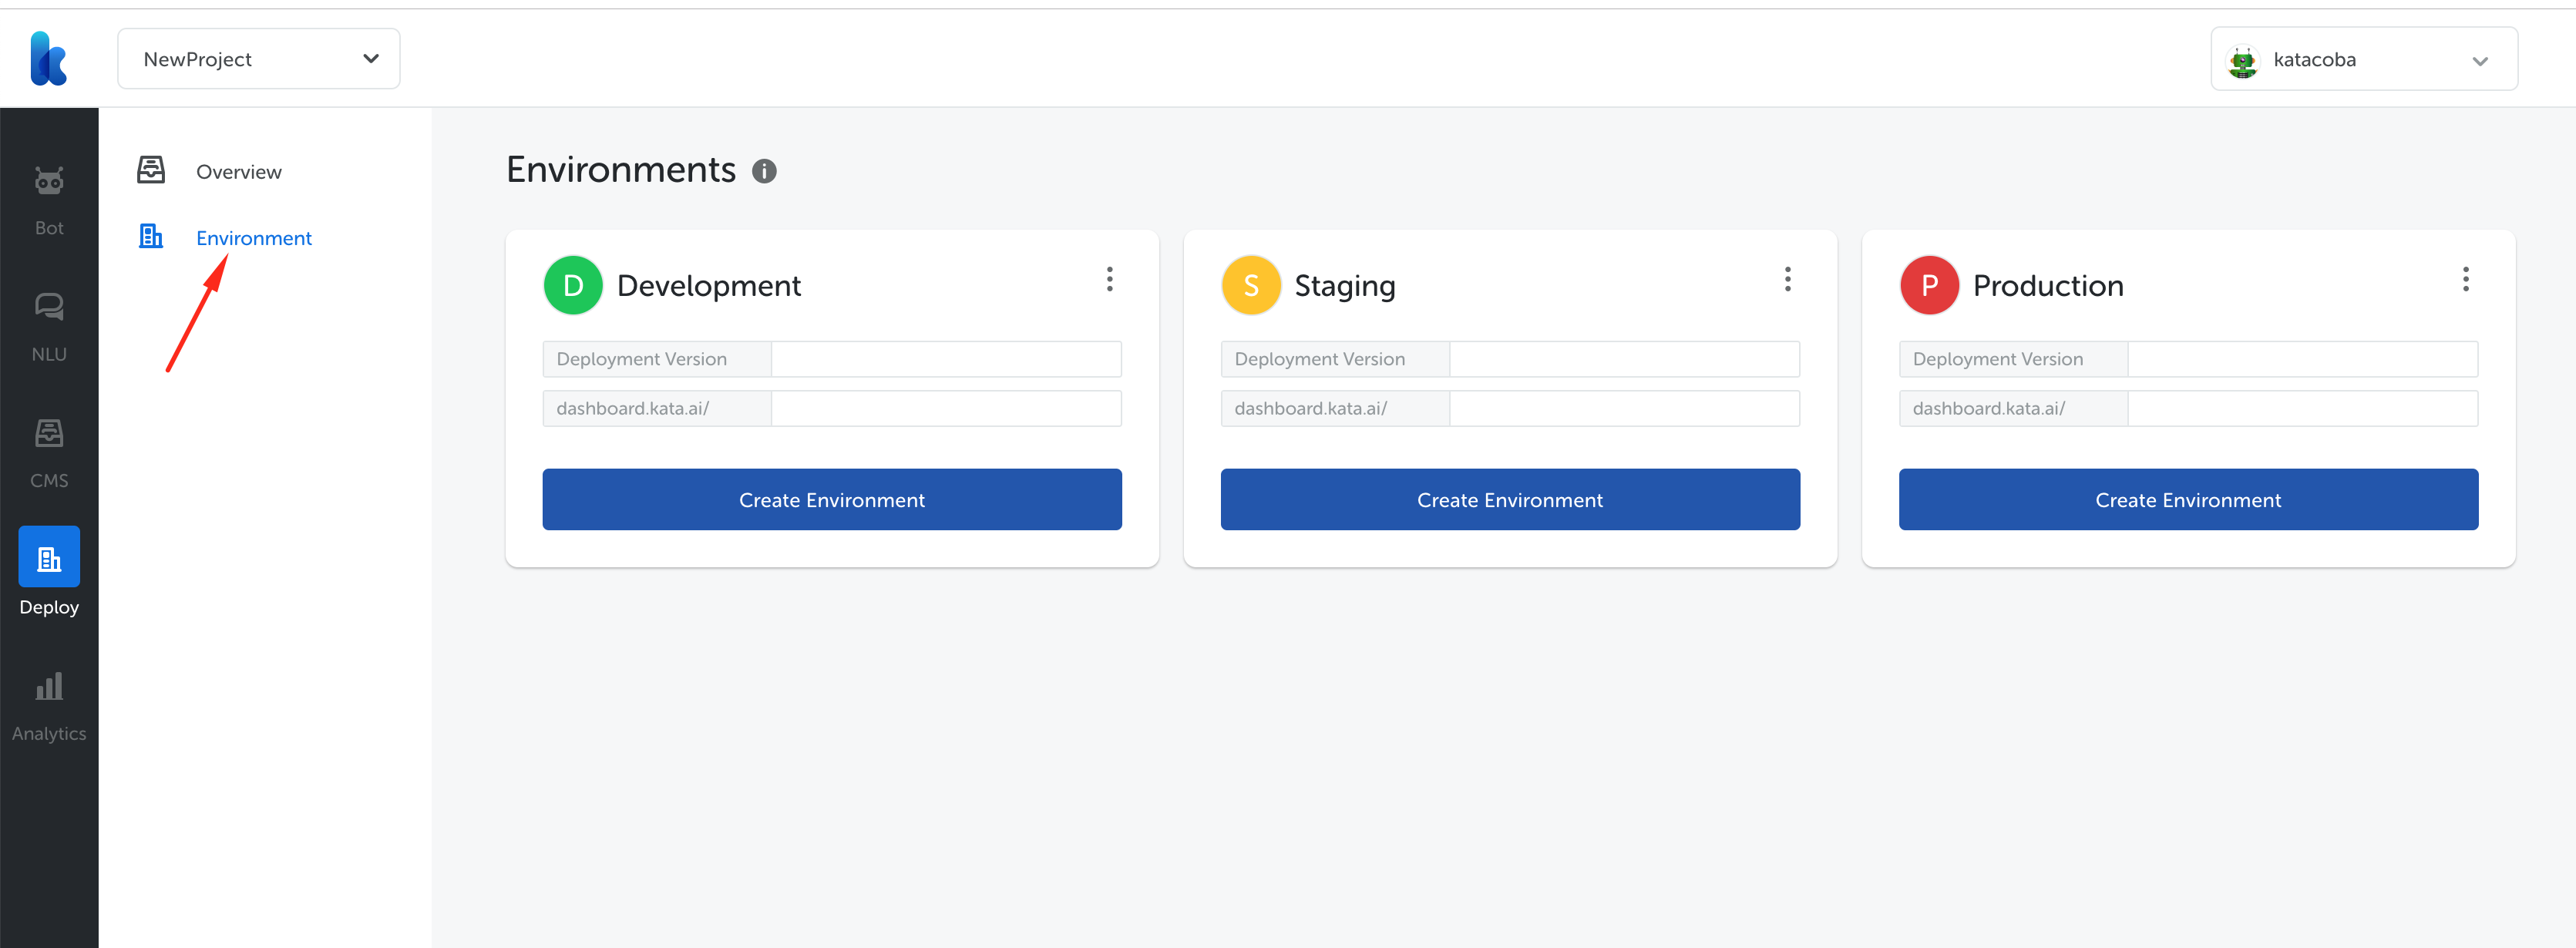 NewProject
katacoba
Bot
NLU
CMS
Deploy
Analytics
Overview
Environment
Environments
D Development
Deployment Version
dashboard.kata.ai/
Create Environment
S Staging
Deployment Version
dashboard.kata.ai/
Create Environment
P Production
Deployment Version
dashboard.kata.ai/
Create Environment